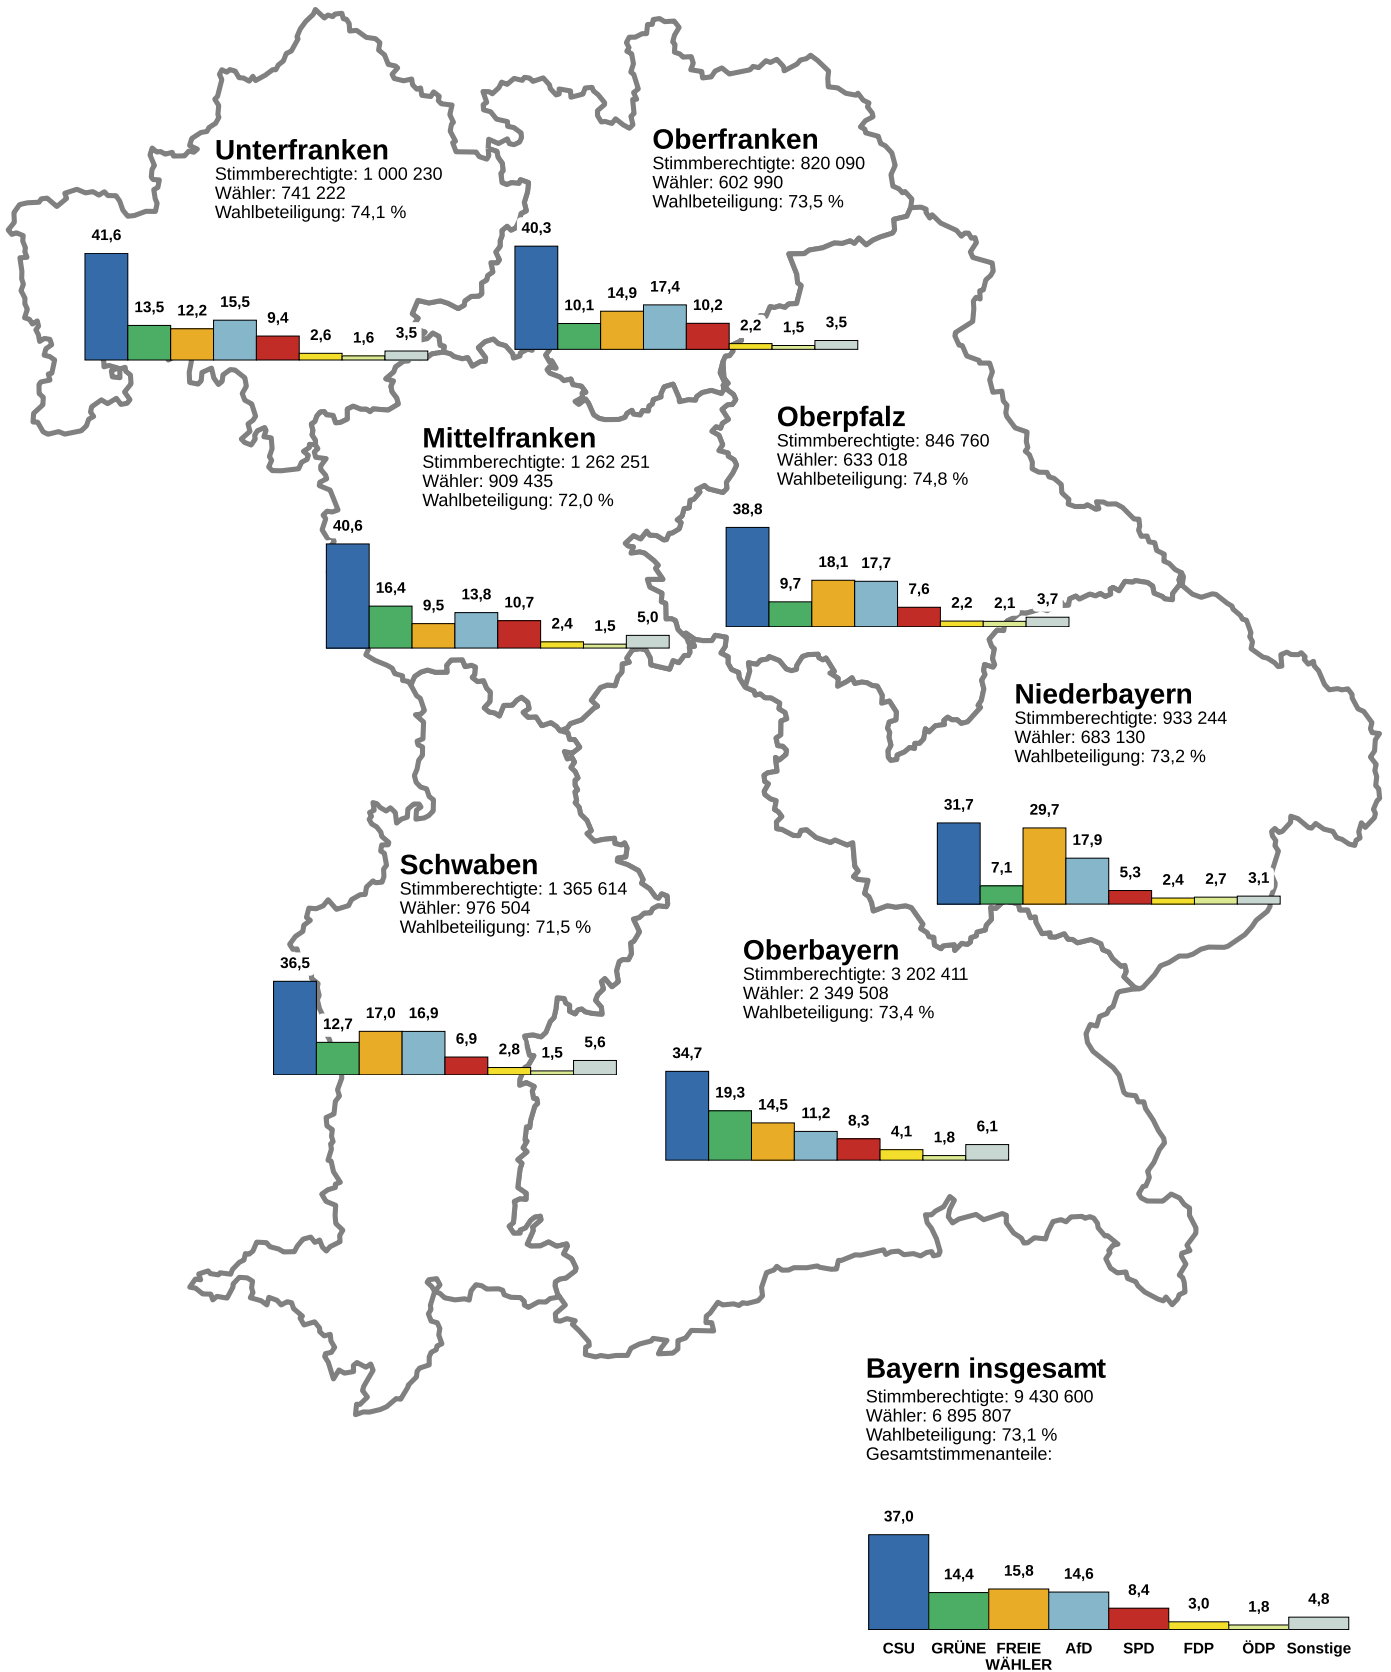 Unterfranken
Stimmberechtigte: 1 000 230
Wähler: 741 222
Wahlbeteiligung: 74,1 %
41,6
13,5
12,2
15,5
9,4
2,6
1,6
3,5
Oberfranken
Stimmberechtigte: 820 090
Wähler: 602 990
Wahlbeteiligung: 73,5 %
40,3
10,1
14,9
17,4
10,2
2,2
1,5
3,5
Mittelfranken
Stimmberechtigte: 1 262 251
Wähler: 909 435
Wahlbeteiligung: 72,0 %
40,6
16,4
9,5
13,8
10,7
2,4
1,5
5,0
Oberpfalz
Stimmberechtigte: 846 760
Wähler: 633 018
Wahlbeteiligung: 74,8 %
38,8
9,7
18,1
17,7
7,6
2,2
2,1
3,7
Niederbayern
Stimmberechtigte: 933 244
Wähler: 683 130
Wahlbeteiligung: 73,2 %
31,7
7,1
29,7
17,9
5,3
2,4
2,7
3,1
Schwaben
Stimmberechtigte: 1 365 614
Wähler: 976 504
Wahlbeteiligung: 71,5 %
36,5
12,7
17,0
16,9
6,9
2,8
1,5
5,6
Oberbayern
Stimmberechtigte: 3 202 411
Wähler: 2 349 508
Wahlbeteiligung: 73,4 %
34,7
19,3
14,5
11,2
8,3
4,1
1,8
6,1
Bayern insgesamt
Stimmberechtigte: 9 430 600
Wähler: 6 895 807
Wahlbeteiligung: 73,1 %
Gesamtstimmenanteile:
37,0
14,4
15,8
14,6
8,4
3,0
1,8
4,8
CSU GRÜNE FREIE AfD SPD FDP ÖDP Sonstige
WÄHLER